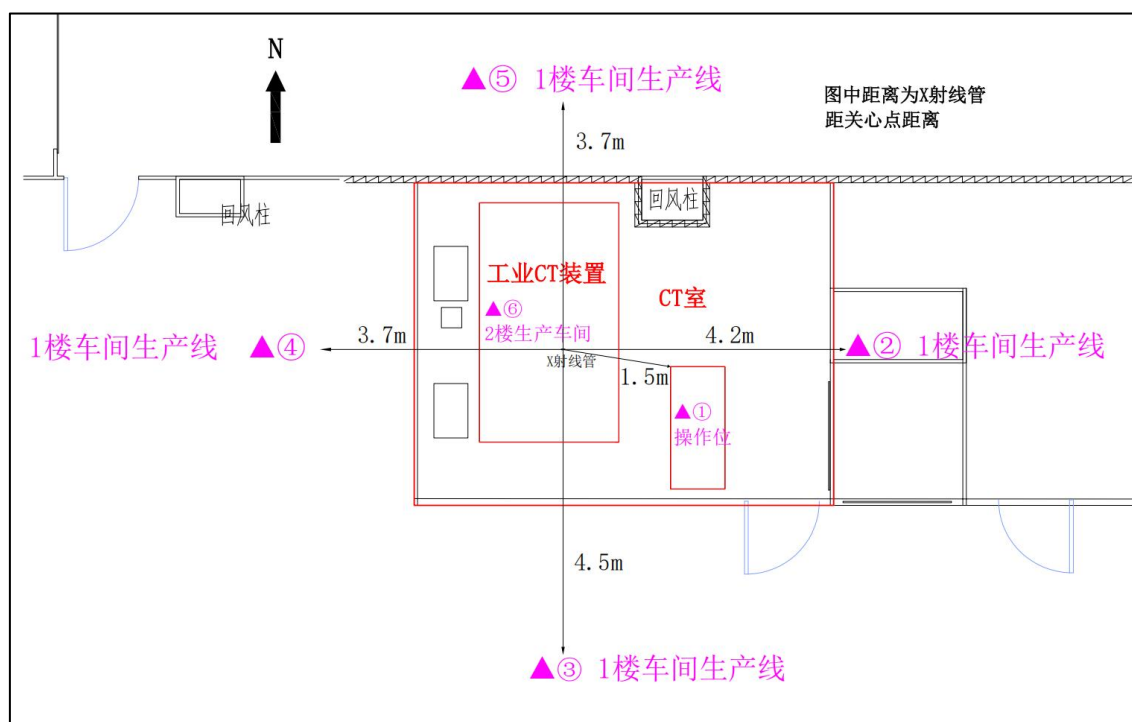 N
▲⑤ 1楼车间生产线
图中距离为X射线管
距关心点距离
3.7m
回风柱
回风柱
工业CT装置
CT室
▲⑥
2楼生产车间
1楼车间生产线 ▲④
3.7m
4.2m
▲② 1楼车间生产线
X射线管
1.5m
▲①
操作位
4.5m
▲③ 1楼车间生产线